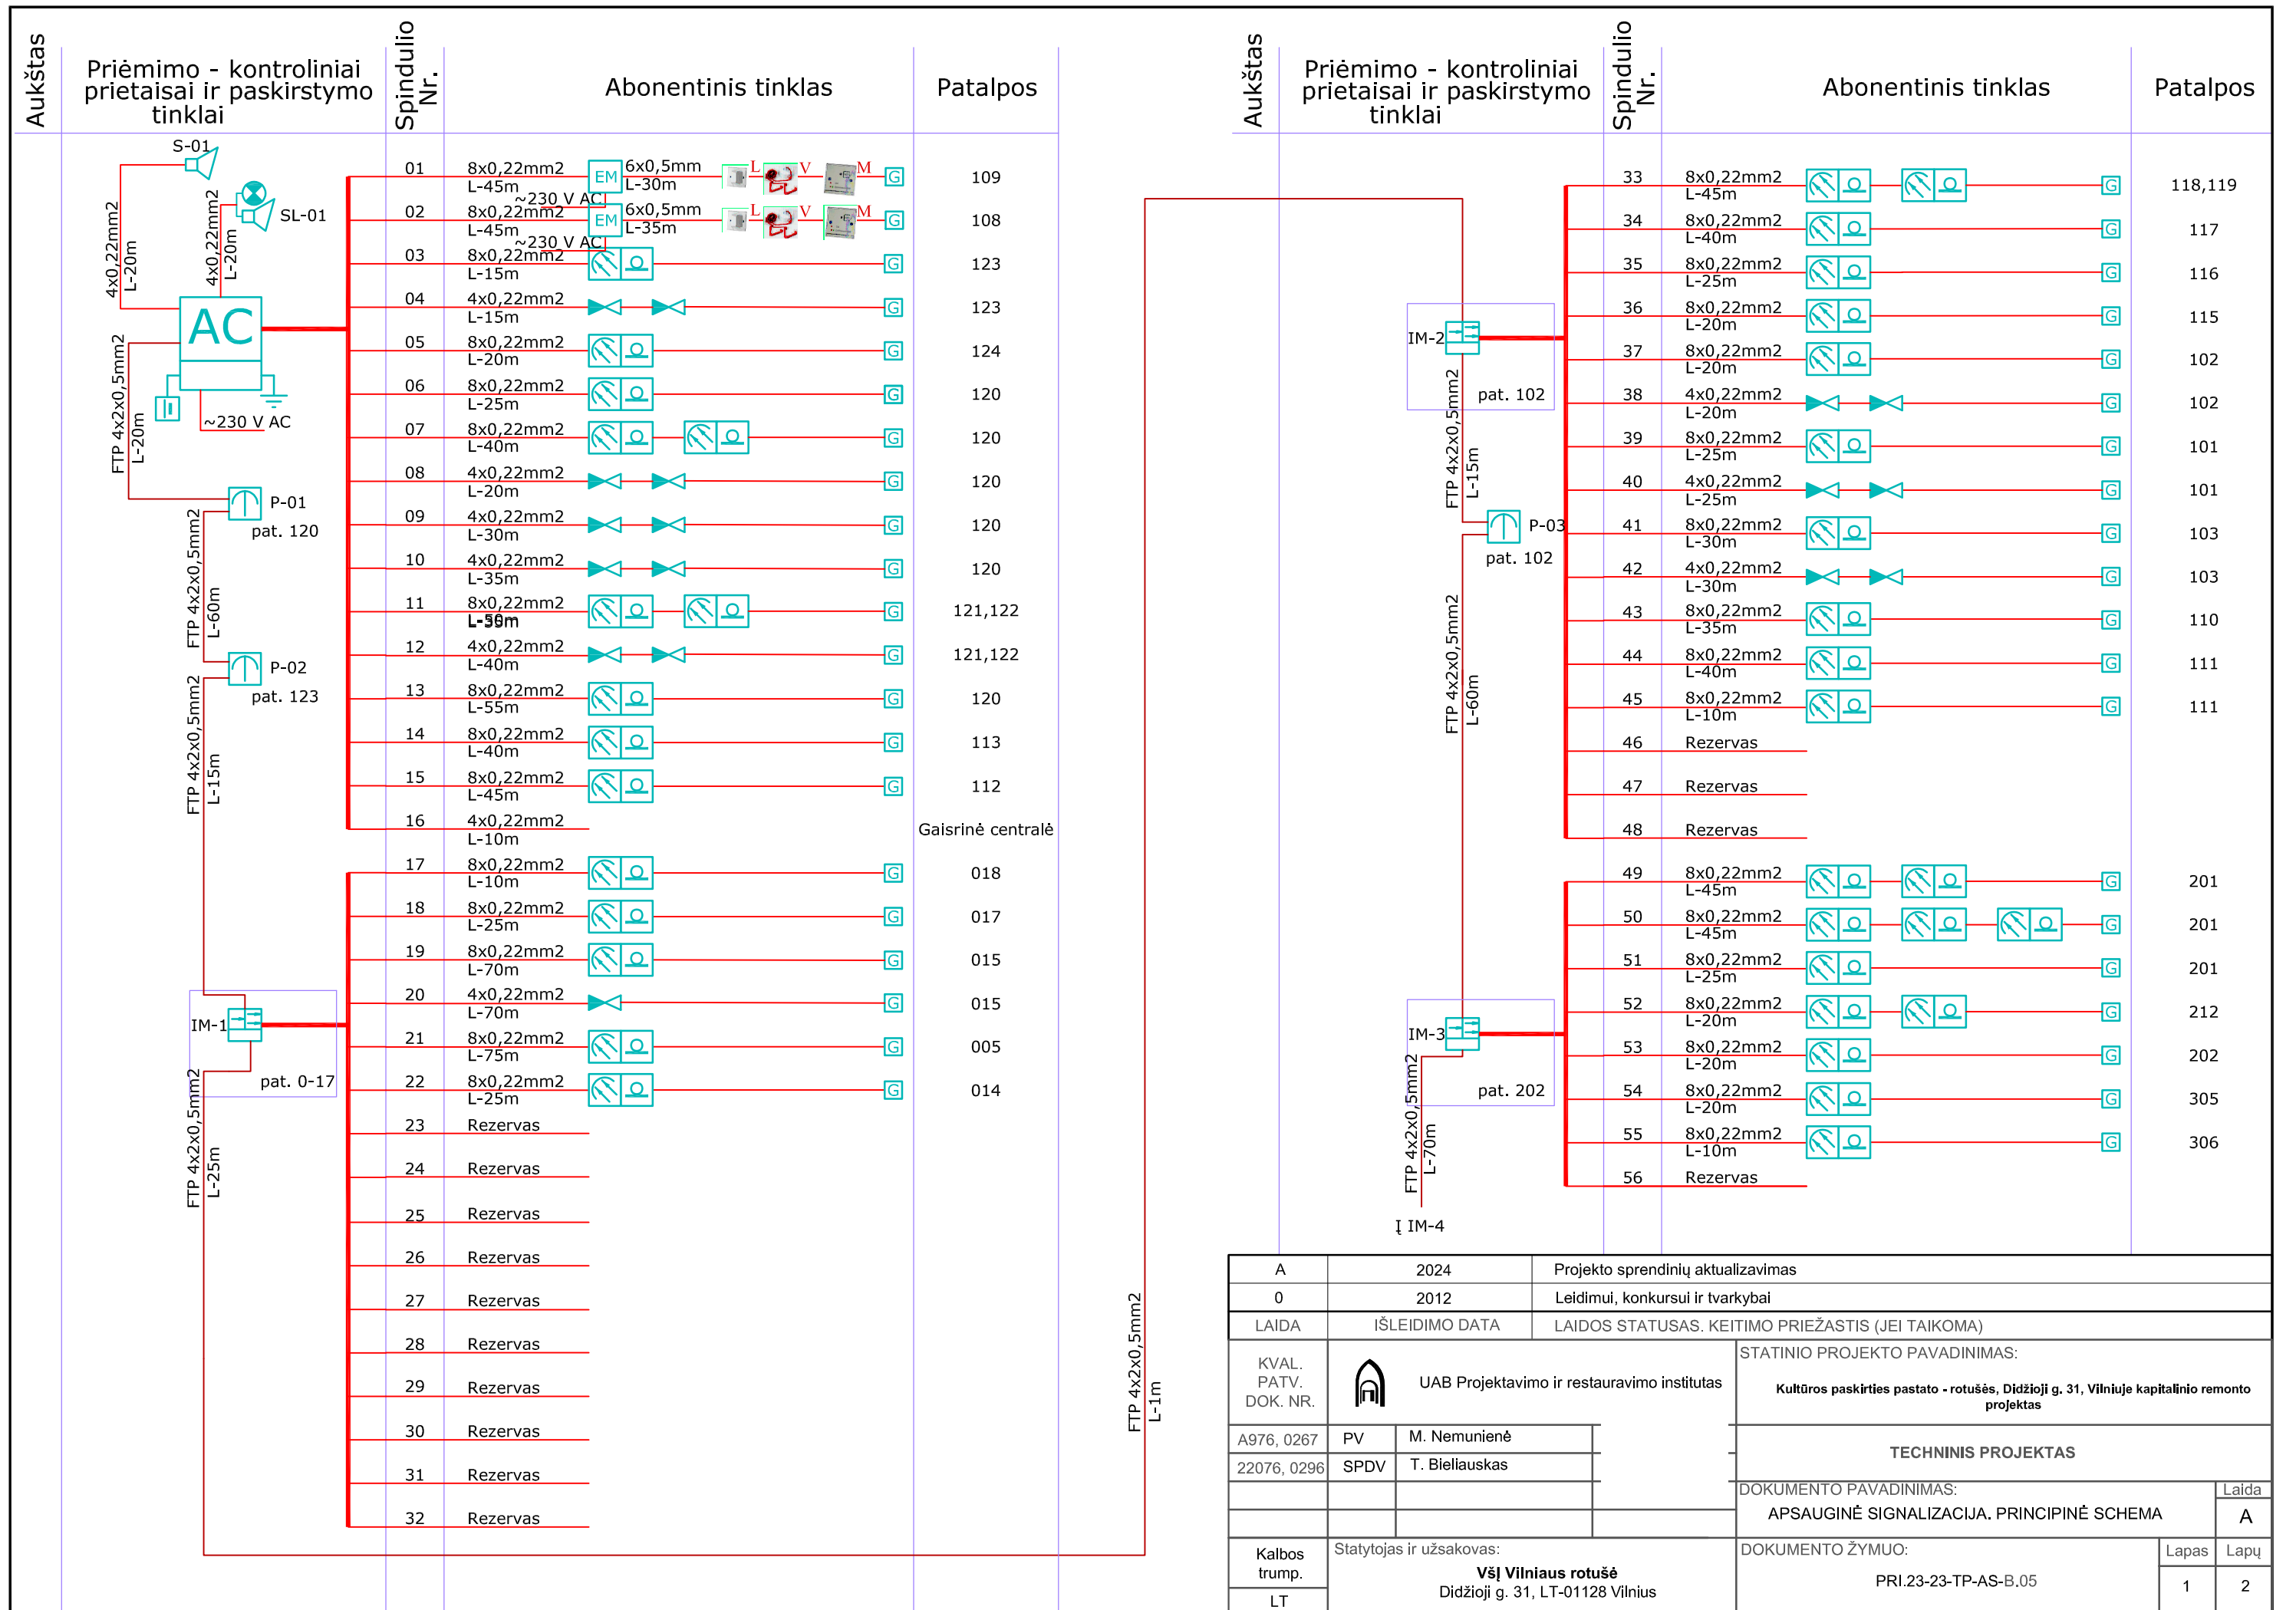 Aukštas
Priėmimo - kontroliniai
prietaisai ir paskirstymo
tinklai
Spindulio
Nr.
Abonentinis tinklas
Patalpos
S-01
SL-01
4x0,22mm2
L-20m
4x0,22mm2
L-20m
AC
~230 V AC
FTP 4x2x0,5mm2
L-20m
P-01
pat. 120
FTP 4x2x0,5mm2
L-60m
P-02
pat. 123
FTP 4x2x0,5mm2
L-15m
IM-1
pat. 0-17
FTP 4x2x0,5mm2
L-25m
01 8x0,22mm2 EM 6x0,5mm L V M G 109
L-45m L-30m
~230 V AC
02 8x0,22mm2 EM 6x0,5mm L V M G 108
L-45m L-35m
~230 V AC
03 8x0,22mm2 G 123
L-15m
04 4x0,22mm2 G 123
L-15m
05 8x0,22mm2 G 124
L-20m
06 8x0,22mm2 G 120
L-25m
07 8x0,22mm2 G 120
L-40m
08 4x0,22mm2 G 120
L-20m
09 4x0,22mm2 G 120
L-30m
10 4x0,22mm2 G 120
L-35m
11 8x0,22mm2 G 121,122
12 4x0,22mm2 G 121,122
L-40m
13 8x0,22mm2 G 120
L-55m
14 8x0,22mm2 G 113
L-40m
15 8x0,22mm2 G 112
L-45m
16 4x0,22mm2 Gaisrinė centralė
L-10m
17 8x0,22mm2 G 018
L-10m
18 8x0,22mm2 G 017
L-25m
19 8x0,22mm2 G 015
L-70m
20 4x0,22mm2 G 015
L-70m
21 8x0,22mm2 G 005
L-75m
22 8x0,22mm2 G 014
L-25m
23 Rezervas
24 Rezervas
25 Rezervas
26 Rezervas
27 Rezervas
28 Rezervas
29 Rezervas
30 Rezervas
31 Rezervas
32 Rezervas
FTP 4x2x0,5mm2
L-1m
Aukštas
Priėmimo - kontroliniai
prietaisai ir paskirstymo
tinklai
Spindulio
Nr.
Abonentinis tinklas
Patalpos
IM-2
pat. 102
FTP 4x2x0,5mm2
L-15m
P-03
pat. 102
FTP 4x2x0,5mm2
L-60m
IM-3
pat. 202
FTP 4x2x0,5mm2
L-70m
Į IM-4
33 8x0,22mm2 G 118,119
L-45m
34 8x0,22mm2 G 117
L-40m
35 8x0,22mm2 G 116
L-25m
36 8x0,22mm2 G 115
L-20m
37 8x0,22mm2 G 102
L-20m
38 4x0,22mm2 G 102
L-20m
39 8x0,22mm2 G 101
L-25m
40 4x0,22mm2 G 101
L-25m
41 8x0,22mm2 G 103
L-30m
42 4x0,22mm2 G 103
L-30m
43 8x0,22mm2 G 110
L-35m
44 8x0,22mm2 G 111
L-40m
45 8x0,22mm2 G 111
L-10m
46 Rezervas
47 Rezervas
48 Rezervas
49 8x0,22mm2 G 201
L-45m
50 8x0,22mm2 G 201
L-45m
51 8x0,22mm2 G 201
L-25m
52 8x0,22mm2 G 212
L-20m
53 8x0,22mm2 G 202
L-20m
54 8x0,22mm2 G 305
L-20m
55 8x0,22mm2 G 306
L-10m
56 Rezervas
A 2024 Projekto sprendinių aktualizavimas
0 2012 Leidimui, konkursui ir tvarkybai
LAIDA IŠLEIDIMO DATA LAIDOS STATUSAS. KEITIMO PRIEŽASTIS (JEI TAIKOMA)
KVAL.
PATV.
DOK. NR.
UAB Projektavimo ir restauravimo institutas
STATINIO PROJEKTO PAVADINIMAS:
Kultūros paskirties pastato - rotušės, Didžioji g. 31, Vilniuje kapitalinio remonto
projektas
A976, 0267 PV M. Nemunienė
22076, 0296 SPDV T. Bieliauskas
TECHNINIS PROJEKTAS
DOKUMENTO PAVADINIMAS:
APSAUGINĖ SIGNALIZACIJA. PRINCIPINĖ SCHEMA
Laida
A
Kalbos
trump.
LT
Statytojas ir užsakovas:
VšĮ Vilniaus rotušė
Didžioji g. 31, LT-01128 Vilnius
DOKUMENTO ŽYMUO:
PRI.23-23-TP-AS-B.05
Lapas Lapų
1 2